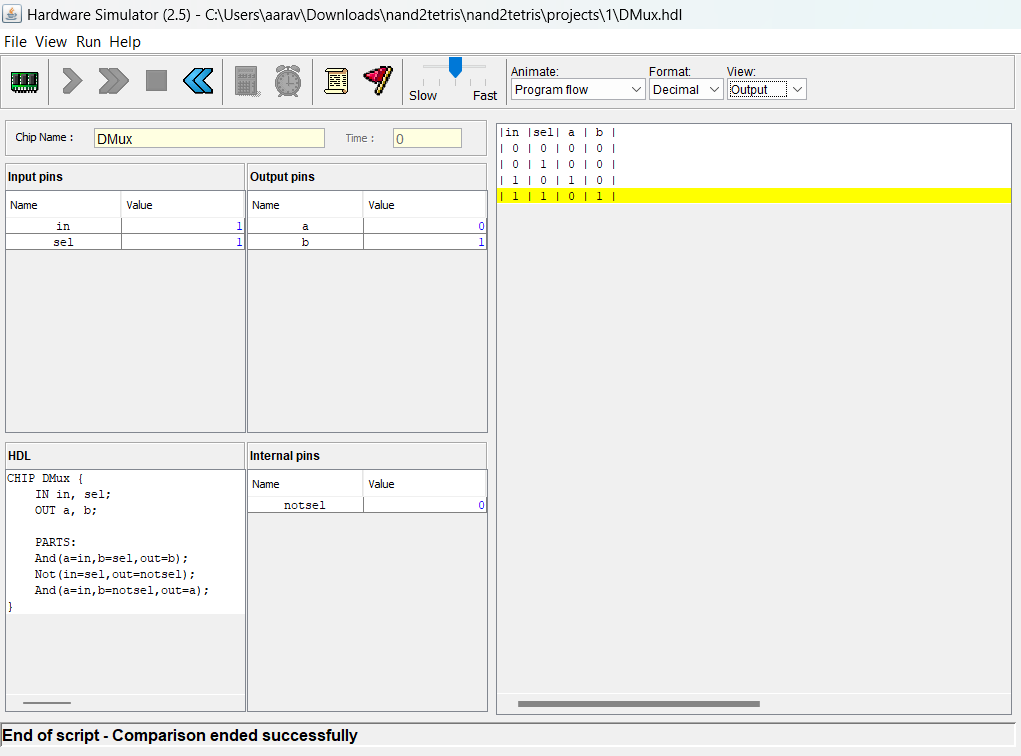 Hardware Simulator (2.5) - C:\Users\aarav\Downloads\nand2tetris\nand2tetris\projects\1\DMux.hdl
File View Run Help
Animate: Format: View:
Slow Fast Program flow Decimal Output
Chip Name : DMux Time : 0
Input pins
Name Value
in 1
sel 1
Output pins
Name Value
a 0
b 1
HDL
CHIP DMux {
    IN in, sel;
    OUT a, b;
    PARTS:
    And(a=in,b=sel,out=b);
    Not(in=sel,out=notsel);
    And(a=in,b=notsel,out=a);
}
Internal pins
Name Value
notsel 0
|in |sel| a | b |
| 0 | 0 | 0 | 0 |
| 0 | 1 | 0 | 0 |
| 1 | 0 | 1 | 0 |
| 1 | 1 | 0 | 1 |
End of script - Comparison ended successfully